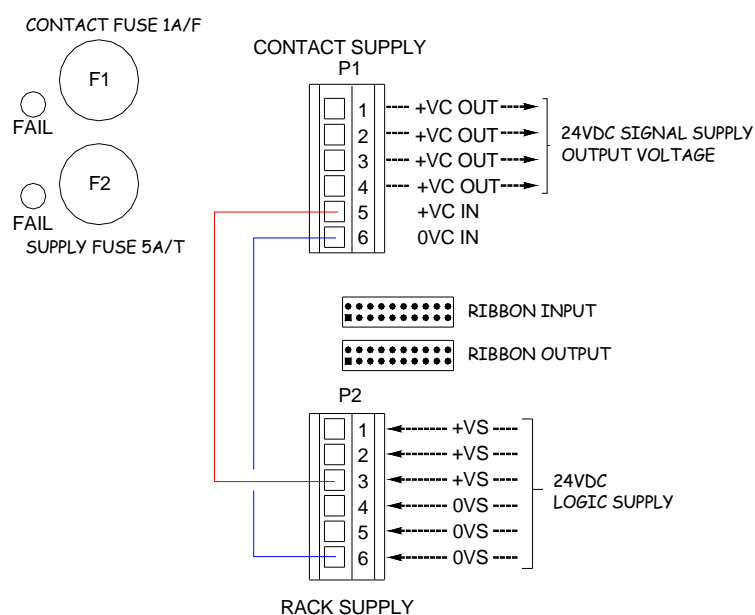 CONTACT FUSE 1A/F
F1
FAIL
F2
FAIL
SUPPLY FUSE 5A/T
CONTACT SUPPLY
P1
1 +VC OUT
2 +VC OUT
3 +VC OUT
4 +VC OUT
5 +VC IN
6 0VC IN
24VDC SIGNAL SUPPLY
OUTPUT VOLTAGE
RIBBON INPUT
RIBBON OUTPUT
P2
1 +VS
2 +VS
3 +VS
4 0VS
5 0VS
6 0VS
24VDC
LOGIC SUPPLY
RACK SUPPLY